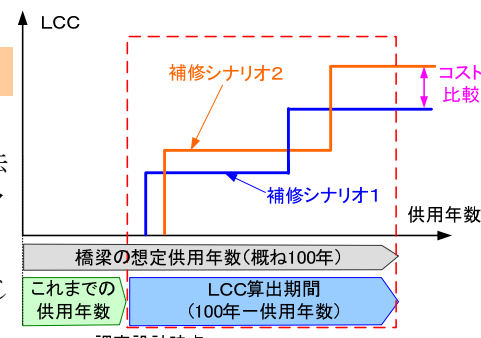 LCC
補修シナリオ2
コスト
比較
補修シナリオ1
供用年数
橋梁の想定供用年数(概ね100年)
これまでの
供用年数
LCC算出期間
(100年ー供用年数)